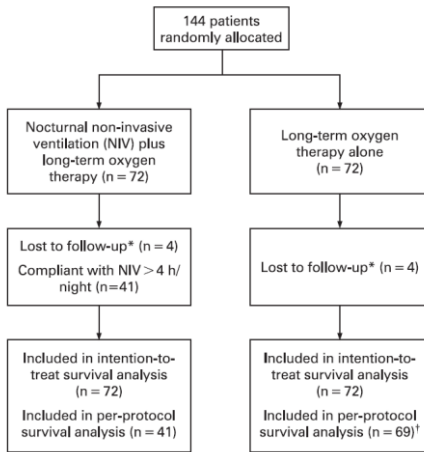 144 patients
randomly allocated
Nocturnal non-invasive
ventilation (NIV) plus
long-term oxygen
therapy (n = 72)
Long-term oxygen
therapy alone
(n = 72)
Lost to follow-up* (n = 4)
Compliant with NIV > 4 h/
night (n=41)
Lost to follow-up* (n = 4)
Included in intention-to-
treat survival analysis
(n = 72)
Included in per-protocol
survival analysis (n = 41)
Included in intention-to-
treat survival analysis
(n = 72)
Included in per-protocol
survival analysis (n = 69)†